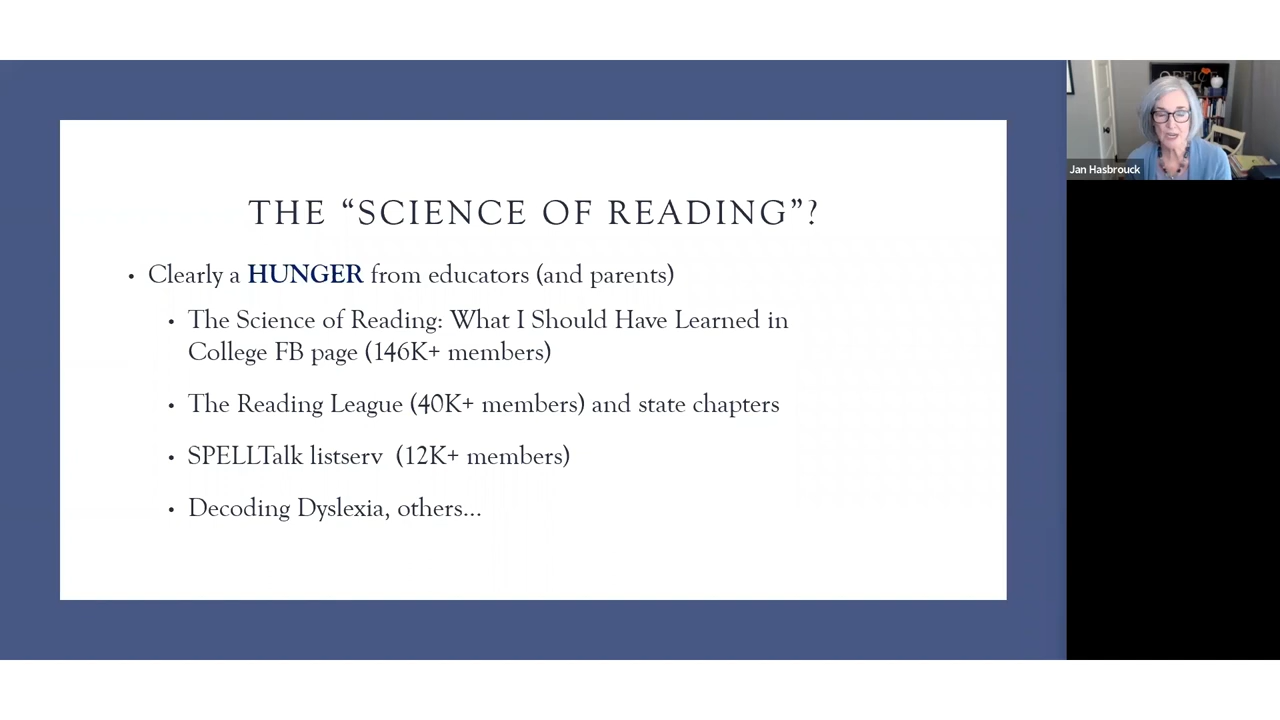 THE “SCIENCE OF READING”?
• Clearly a HUNGER from educators (and parents)
• The Science of Reading: What I Should Have Learned in
College FB page (146K+ members)
• The Reading League (40K+ members) and state chapters
• SPELLTalk listserv (12K+ members)
• Decoding Dyslexia, others...
OFFICE
Jan Hasbrouck